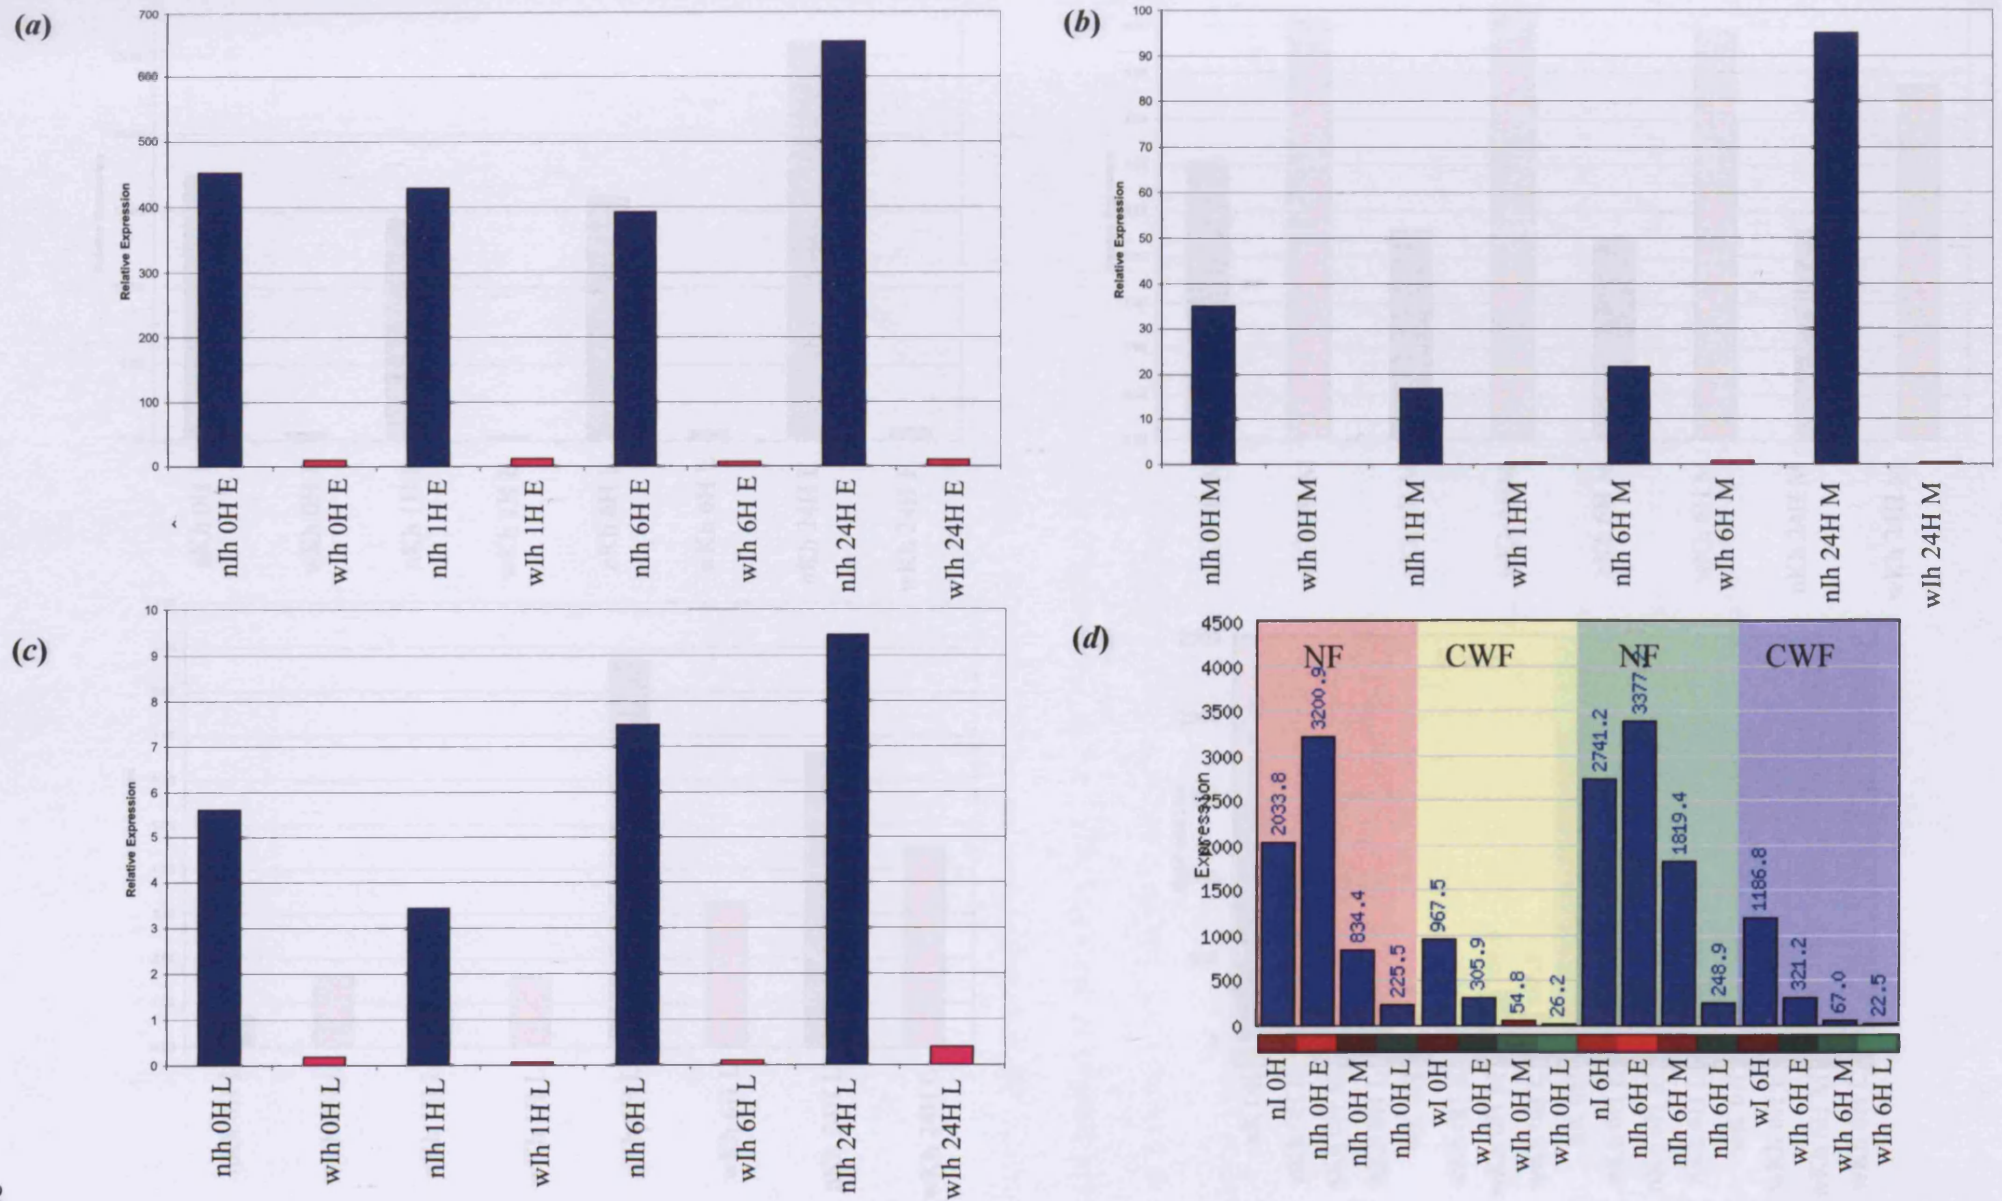 (a)
700
600
500
400
300
200
100
0
Relative Expression
nIh 0H E
wIh 0H E
nIh 1H E
wIh 1H E
nIh 6H E
wIh 6H E
nIh 24H E
wIh 24H E
(b)
100
90
80
70
60
50
40
30
20
10
0
Relative Expression
nIh 0H M
wIh 0H M
nIh 1H M
wIh 1HM
nIh 6H M
wIh 6H M
nIh 24H M
wIh 24H M
(c)
10
9
8
7
6
5
4
3
2
1
0
Relative Expression
nIh 0H L
wIh 0H L
nIh 1H L
wIh 1H L
nIh 6H L
wIh 6H L
nIh 24H L
wIh 24H L
(d)
4500
4000
3500
3000
2500
2000
1500
1000
500
0
Expression
NF
CWF
NF
CWF
2033.8
3200.9
834.4
225.5
967.5
305.9
54.8
26.2
2741.2
1819.4
248.9
1186.8
321.2
67.0
22.5
nI 0H
nIh 0H E
nIh 0H M
nIh 0H L
wI 0H
wIh 0H E
wIh 0H M
wIh 0H L
nI 6H
nIh 6H E
nIh 6H M
nIh 6H L
wI 6H
wIh 6H E
wIh 6H M
wIh 6H L